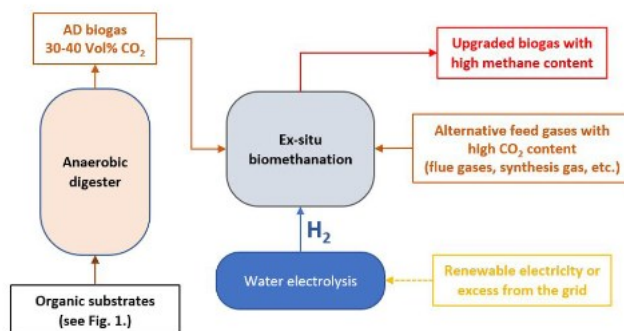 AD biogas
30-40 Vol% CO₂
Upgraded biogas with
high methane content
Anaerobic
digester
Ex-situ
biomethanation
Alternative feed gases with
high CO₂ content
(flue gases, synthesis gas, etc.)
H₂
Organic substrates
(see Fig. 1.)
Water electrolysis
Renewable electricity or
excess from the grid